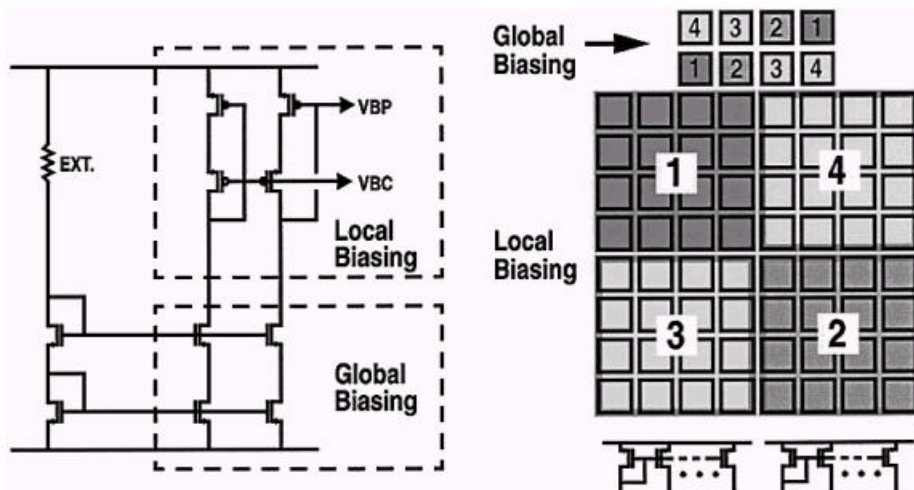 EXT.
VBP
VBC
Local
Biasing
Global
Biasing
Global
Biasing
4 3 2 1
1 2 3 4
Local
Biasing
1
4
3
2